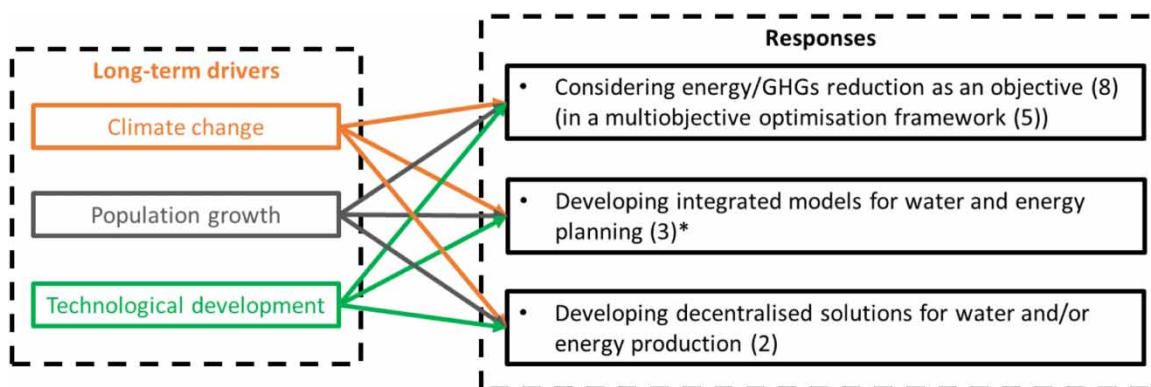 Long-term drivers
Climate change
Population growth
Technological development
Responses
• Considering energy/GHGs reduction as an objective (8)
(in a multiobjective optimisation framework (5))
• Developing integrated models for water and energy
planning (3)*
• Developing decentralised solutions for water and/or
energy production (2)